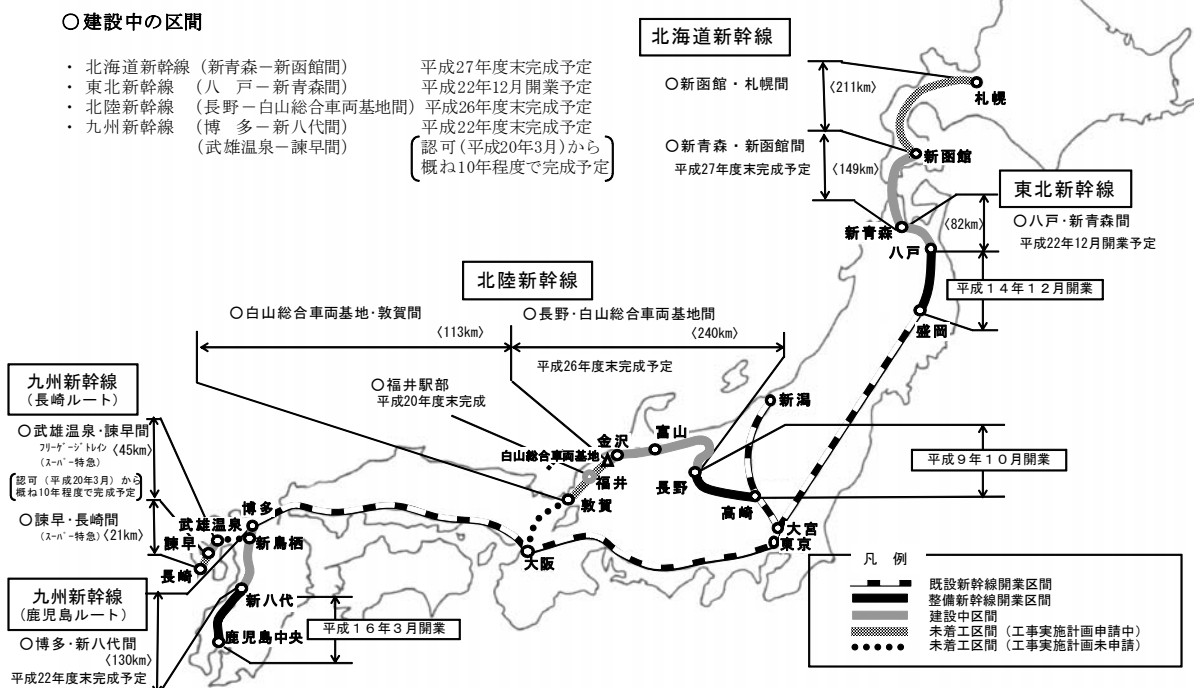 〇建設中の区間
・ 北海道新幹線（新青森－新函館間） 平成27年度末完成予定
・ 東北新幹線 （八 戸－新青森間） 平成22年12月開業予定
・ 北陸新幹線 （長野－白山総合車両基地間） 平成26年度末完成予定
・ 九州新幹線 （博 多－新八代間） 平成22年度末完成予定
（武雄温泉－諫早間） 認可(平成20年3月)から
概ね10年程度で完成予定
北海道新幹線
〇新函館・札幌間
〈211km〉
札幌
〇新青森・新函館間
平成27年度末完成予定
〈149km〉
新函館
東北新幹線
〇八戸・新青森間
平成22年12月開業予定
〈82km〉
新青森
八戸
平成１４年１２月開業
盛岡
北陸新幹線
〇白山総合車両基地・敦賀間
〈113km〉
〇長野・白山総合車両基地間
〈240km〉
平成26年度末完成予定
〇福井駅部
平成20年度末完成
新潟
富山
金沢
白山総合車両基地
福井
敦賀
長野
高崎
平成９年１０月開業
大宮
東京
大阪
九州新幹線
（長崎ルート）
〇武雄温泉・諫早間
ﾌﾘｰｹﾞｰｼﾞﾄﾚｲﾝ 〈45km〉
(ｽｰﾊﾟｰ特急)
認可（平成20年3月）から
概ね10年程度で完成予定
〇諫早・長崎間
(ｽｰﾊﾟｰ特急) 〈21km〉
博多
武雄温泉
新鳥栖
諫早
長崎
九州新幹線
（鹿児島ルート）
〇博多・新八代間
〈130km〉
平成22年度末完成予定
新八代
鹿児島中央
平成１６年３月開業
凡 例
既設新幹線開業区間
整備新幹線開業区間
建設中区間
未着工区間（工事実施計画申請中）
未着工区間（工事実施計画未申請）